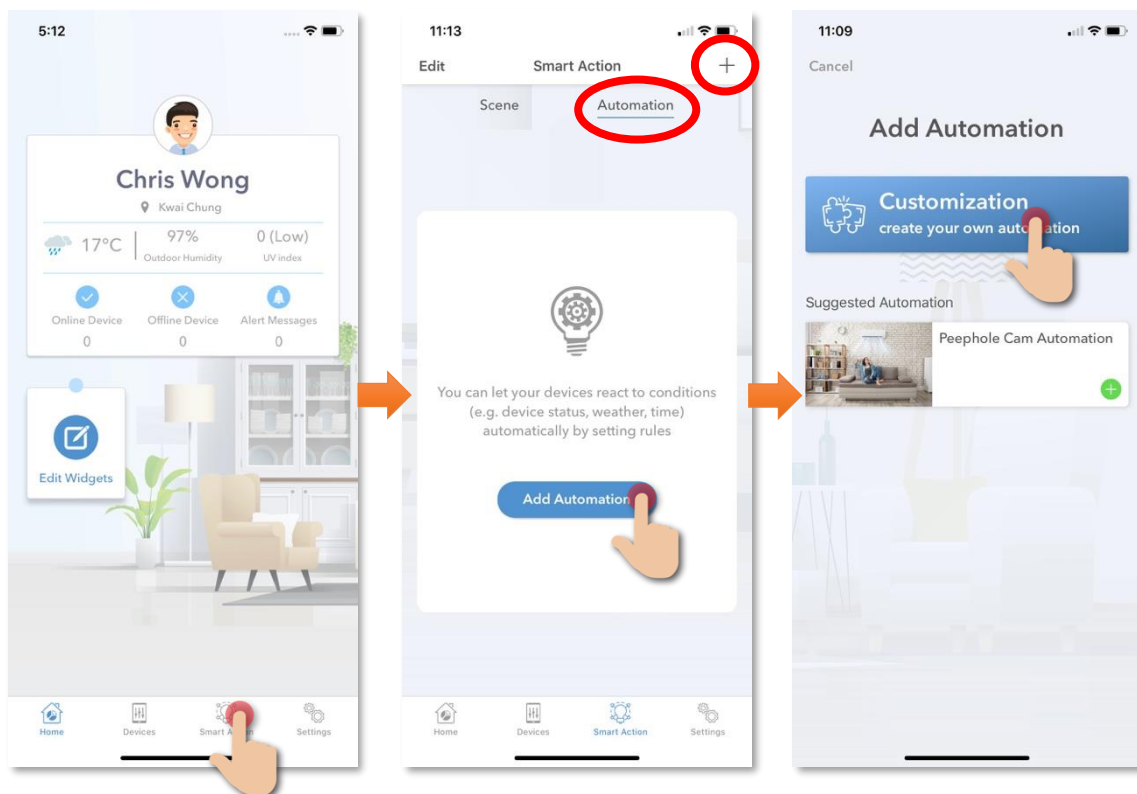 5:12
Chris Wong
Kwai Chung
17°C
97%
Outdoor Humidity
0 (Low)
UV index
Online Device
0
Offline Device
0
Alert Messages
0
Edit Widgets
Home
Devices
Smart Action
Settings
11:13
Edit
Smart Action
+
Scene
Automation
You can let your devices react to conditions
(e.g. device status, weather, time)
automatically by setting rules
Add Automation
Home
Devices
Smart Action
Settings
11:09
Cancel
Add Automation
Customization
create your own automation
Suggested Automation
Peephole Cam Automation